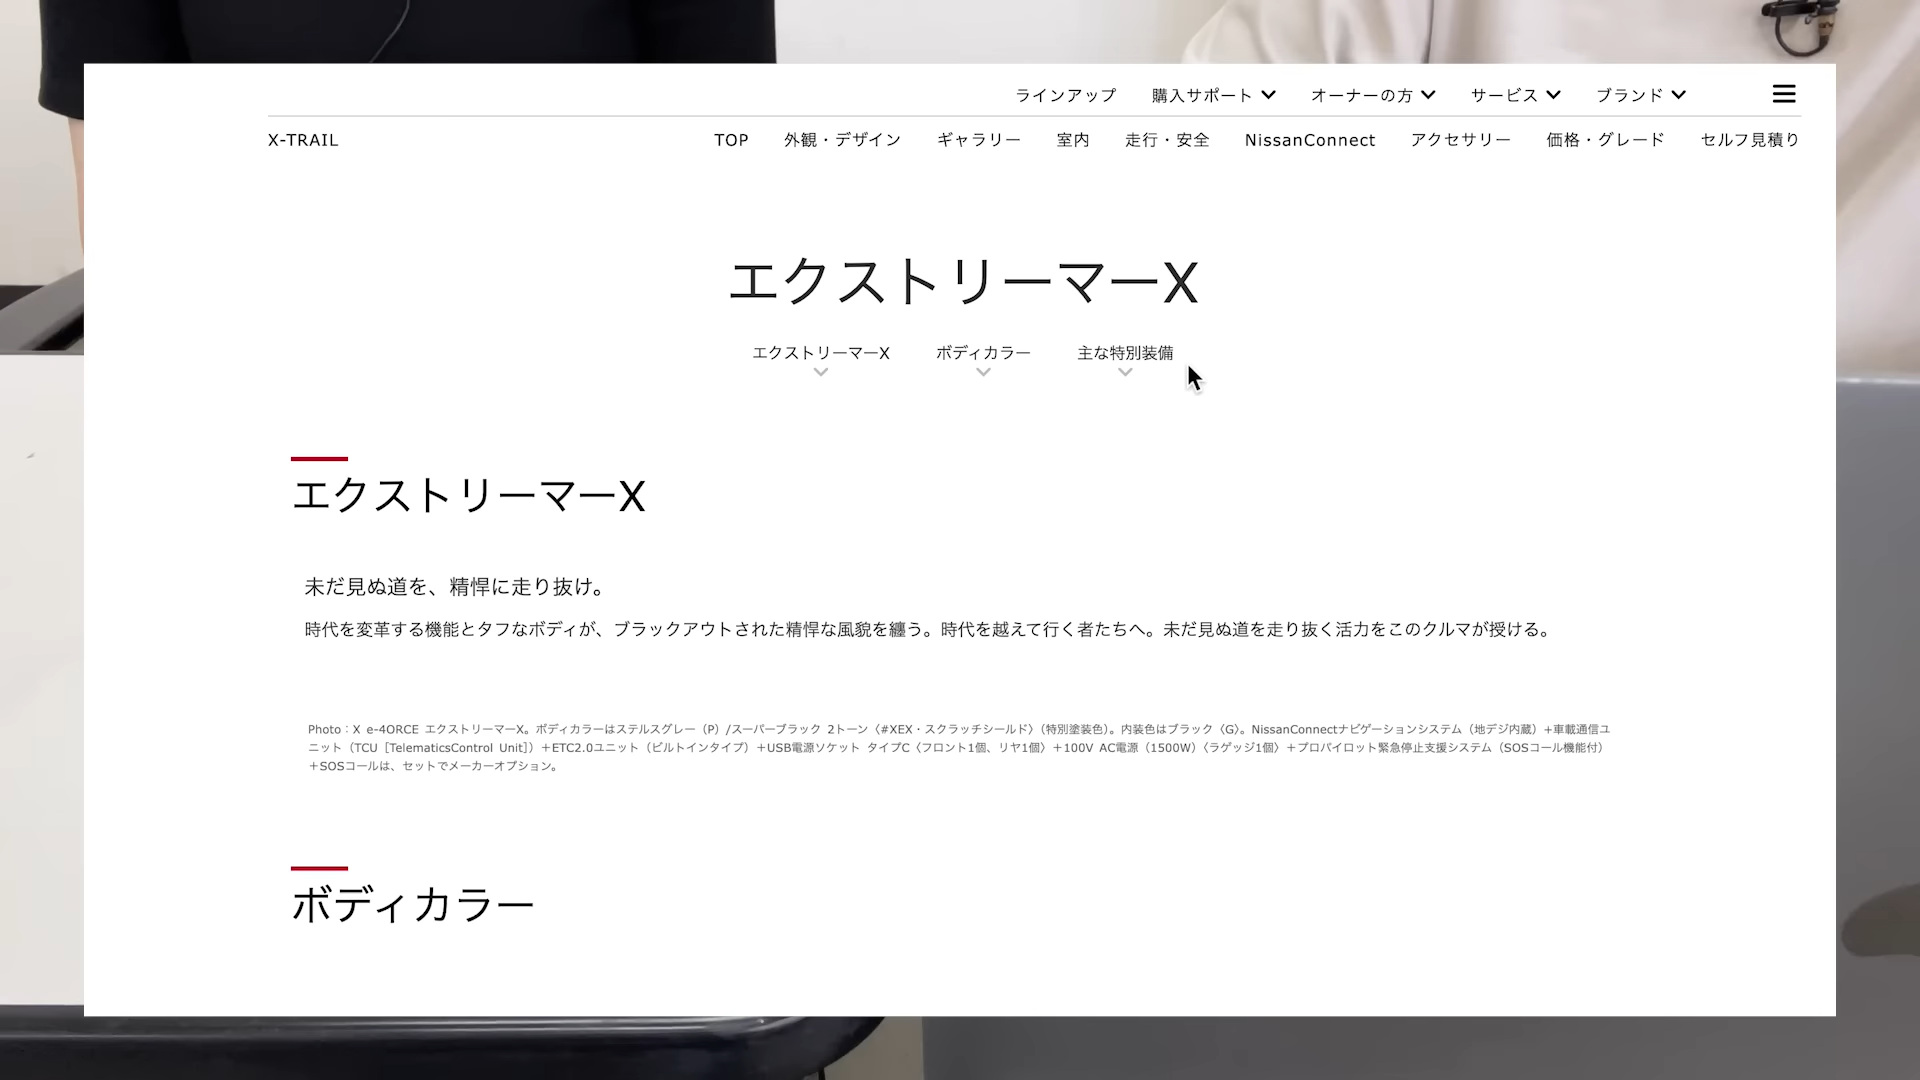 ラインアップ 購入サポート オーナーの方 サービス ブランド
X-TRAIL TOP 外観・デザイン ギャラリー 室内 走行・安全 NissanConnect アクセサリー 価格・グレード セルフ見積り
エクストリーマーX
エクストリーマーX ボディカラー 主な特別装備
エクストリーマーX
未だ見ぬ道を、精悍に走り抜け。
時代を変革する機能とタフなボディが、ブラックアウトされた精悍な風貌を纏う。時代を越えて行く者たちへ。未だ見ぬ道を走り抜く活力をこのクルマが授ける。
Photo：X e-4ORCE エクストリーマーX。ボディカラーはステルスグレー（P）/スーパーブラック 2トーン〈#XEX・スクラッチシールド〉（特別塗装色）。内装色はブラック〈G〉。NissanConnectナビゲーションシステム（地デジ内蔵）+車載通信ユ
ニット（TCU［TelematicsControl Unit］）＋ETC2.0ユニット（ビルトインタイプ）＋USB電源ソケット タイプC〈フロント1個、リヤ1個〉＋100V AC電源（1500W）〈ラゲッジ1個〉＋プロパイロット緊急停止支援システム（SOSコール機能付）
＋SOSコールは、セットでメーカーオプション。
ボディカラー